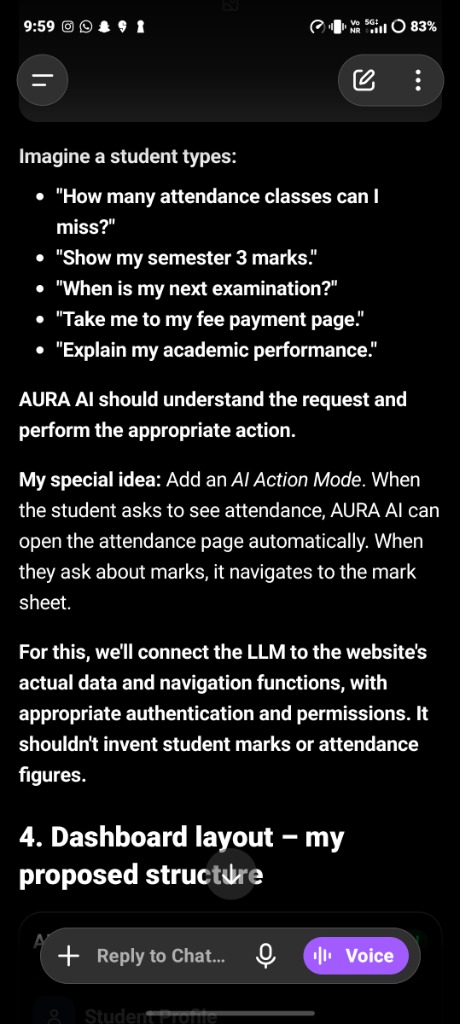 9:59
Vo NR 5G 83%
Imagine a student types:
• "How many attendance classes can I
miss?"
• "Show my semester 3 marks."
• "When is my next examination?"
• "Take me to my fee payment page."
• "Explain my academic performance."
AURA AI should understand the request and
perform the appropriate action.
My special idea: Add an AI Action Mode. When
the student asks to see attendance, AURA AI can
open the attendance page automatically. When
they ask about marks, it navigates to the mark
sheet.
For this, we'll connect the LLM to the website's
actual data and navigation functions, with
appropriate authentication and permissions. It
shouldn't invent student marks or attendance
figures.
4. Dashboard layout – my
proposed structure
Reply to Chat...
Voice
Student Profile